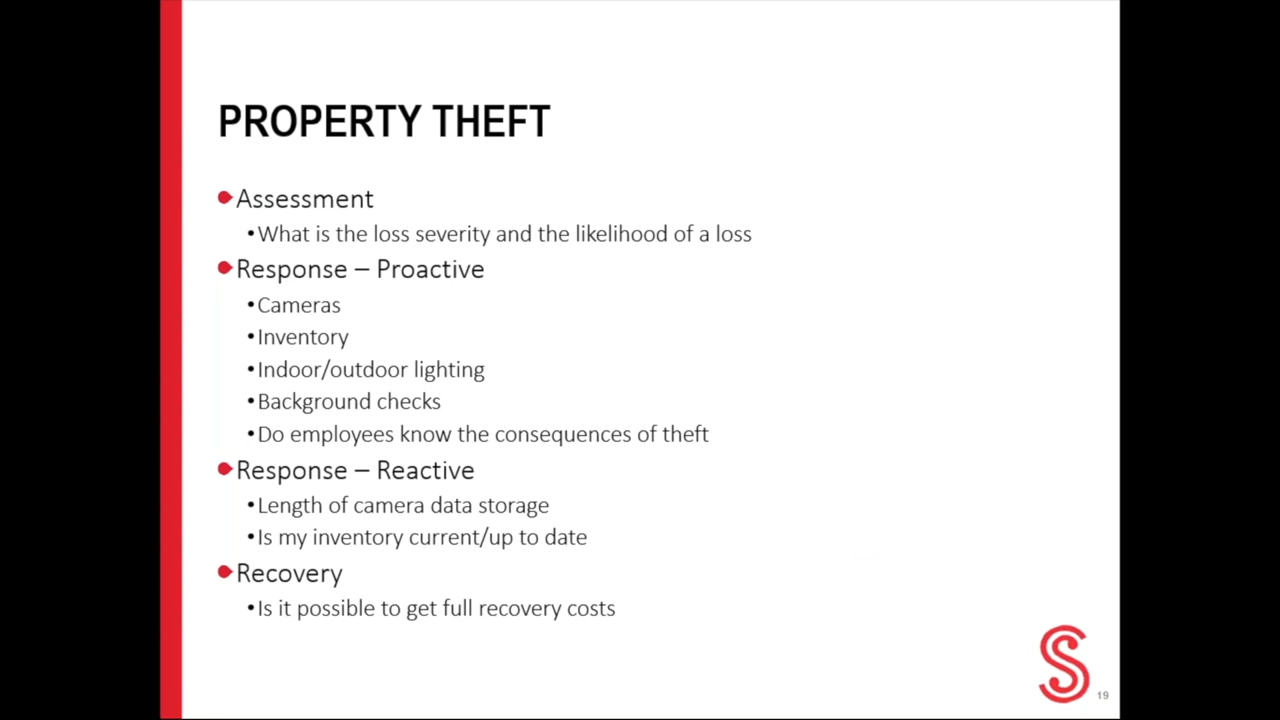 PROPERTY THEFT
Assessment
•What is the loss severity and the likelihood of a loss
Response – Proactive
•Cameras
•Inventory
•Indoor/outdoor lighting
•Background checks
•Do employees know the consequences of theft
Response – Reactive
•Length of camera data storage
•Is my inventory current/up to date
Recovery
•Is it possible to get full recovery costs
S
19